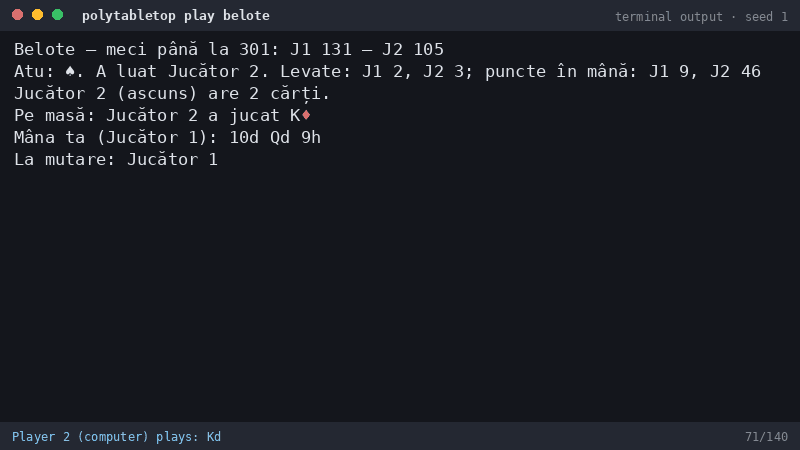 polytabletop play belote
terminal output · seed 1
Belote — meci până la 301: J1 131 — J2 105
Atu: ♠. A luat Jucător 2. Levate: J1 2, J2 3; puncte în mână: J1 9, J2 46
Jucător 2 (ascuns) are 2 cărți.
Pe masă: Jucător 2 a jucat K♦
Mâna ta (Jucător 1): 10d Qd 9h
La mutare: Jucător 1
Player 2 (computer) plays: Kd
71/140